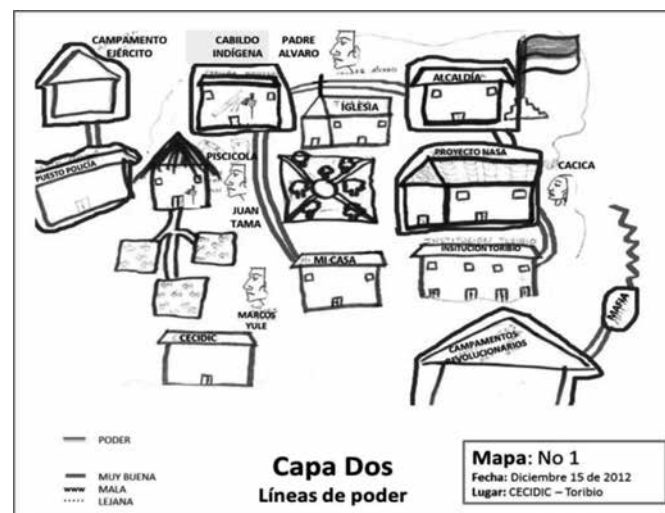 CAMPAMENTO
EJÉRCITO
CABILDO
INDÍGENA
PADRE
ALVARO
ALCALDÍA
IGLESIA
PUESTO POLICÍA
PISCICOLA
PROYECTO NASA
CACICA
JUAN
TAMA
INSITUCIÓN TORIBIO
MI CASA
MARCOS
YULE
MAFIA
CECIDIC
CAMPAMENTOS
REVOLUCIONARIOS
PODER
MUY BUENA
MALA
LEJANA
Capa Dos
Líneas de poder
Mapa: No 1
Fecha: Diciembre 15 de 2012
Lugar: CECIDIC – Toribio